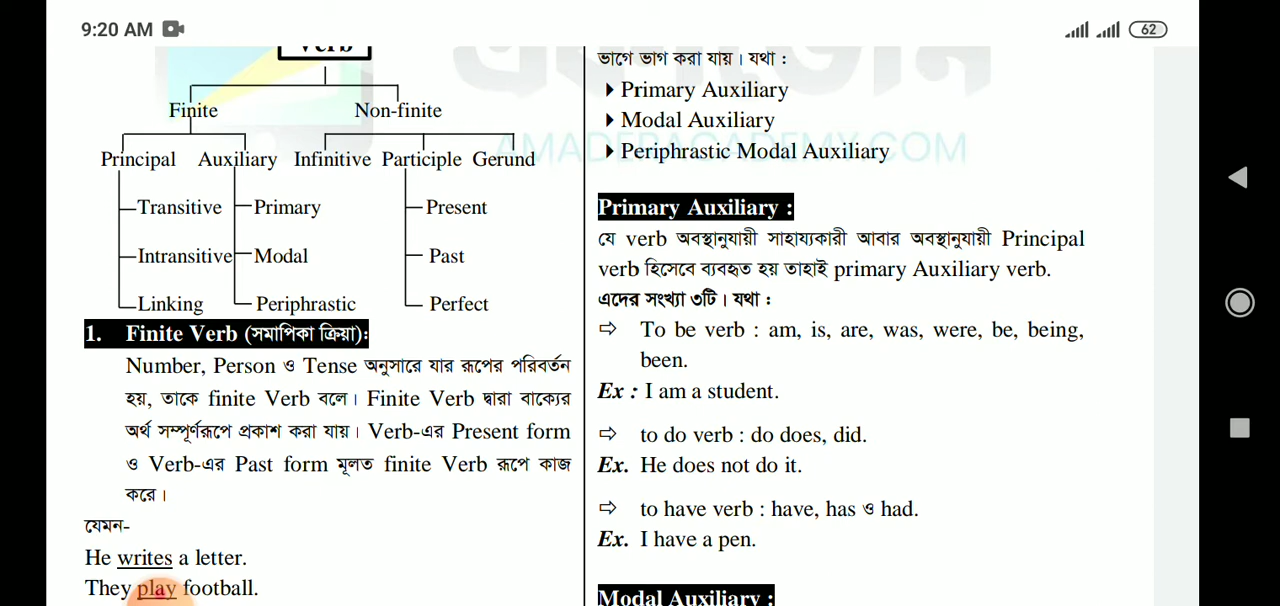 9:20 AM
62
Verb
Finite Non-finite
Principal Auxiliary Infinitive Participle Gerund
Transitive Primary Present
Intransitive Modal Past
Linking Periphrastic Perfect
1. Finite Verb (সমাপিকা ক্রিয়া):
Number, Person ও Tense অনুসারে যার রূপের পরিবর্তন
হয়, তাকে finite Verb বলে। Finite Verb দ্বারা বাক্যের
অর্থ সম্পূর্ণরূপে প্রকাশ করা যায়। Verb-এর Present form
ও Verb-এর Past form মূলত finite Verb রূপে কাজ
করে।
যেমন-
He writes a letter.
They play football.
ভাগে ভাগ করা যায়। যথা :
Primary Auxiliary
Modal Auxiliary
Periphrastic Modal Auxiliary
AMADERACADEMY.COM
Primary Auxiliary :
যে verb অবস্থানুযায়ী সাহায্যকারী আবার অবস্থানুযায়ী Principal
verb হিসেবে ব্যবহৃত হয় তাহাই primary Auxiliary verb.
এদের সংখ্যা ৩টি। যথা :
⇨ To be verb : am, is, are, was, were, be, being,
been.
Ex : I am a student.
⇨ to do verb : do does, did.
Ex. He does not do it.
⇨ to have verb : have, has ও had.
Ex. I have a pen.
Modal Auxiliary :